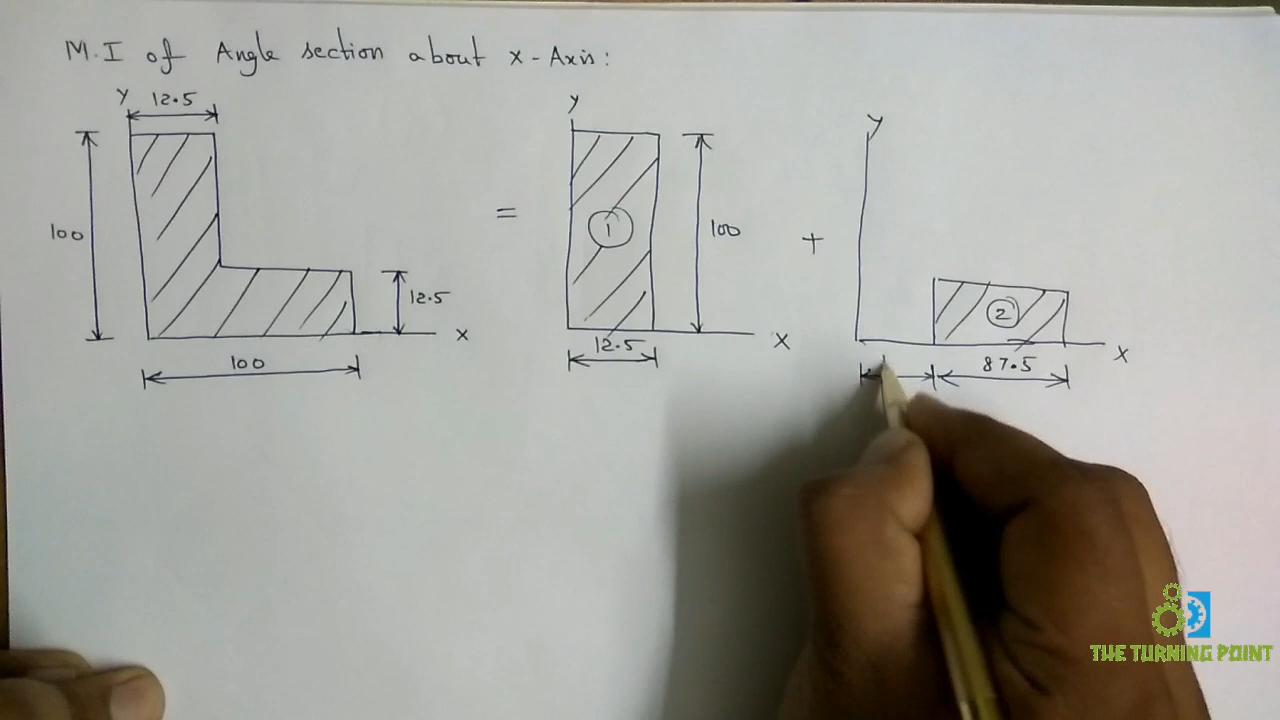 M.I of Angle section about x-Axis:
Y 12.5
100
12.5
X
100
=
Y
1
100
12.5
X
+
Y
2
X
87.5
THE TURNING POINT